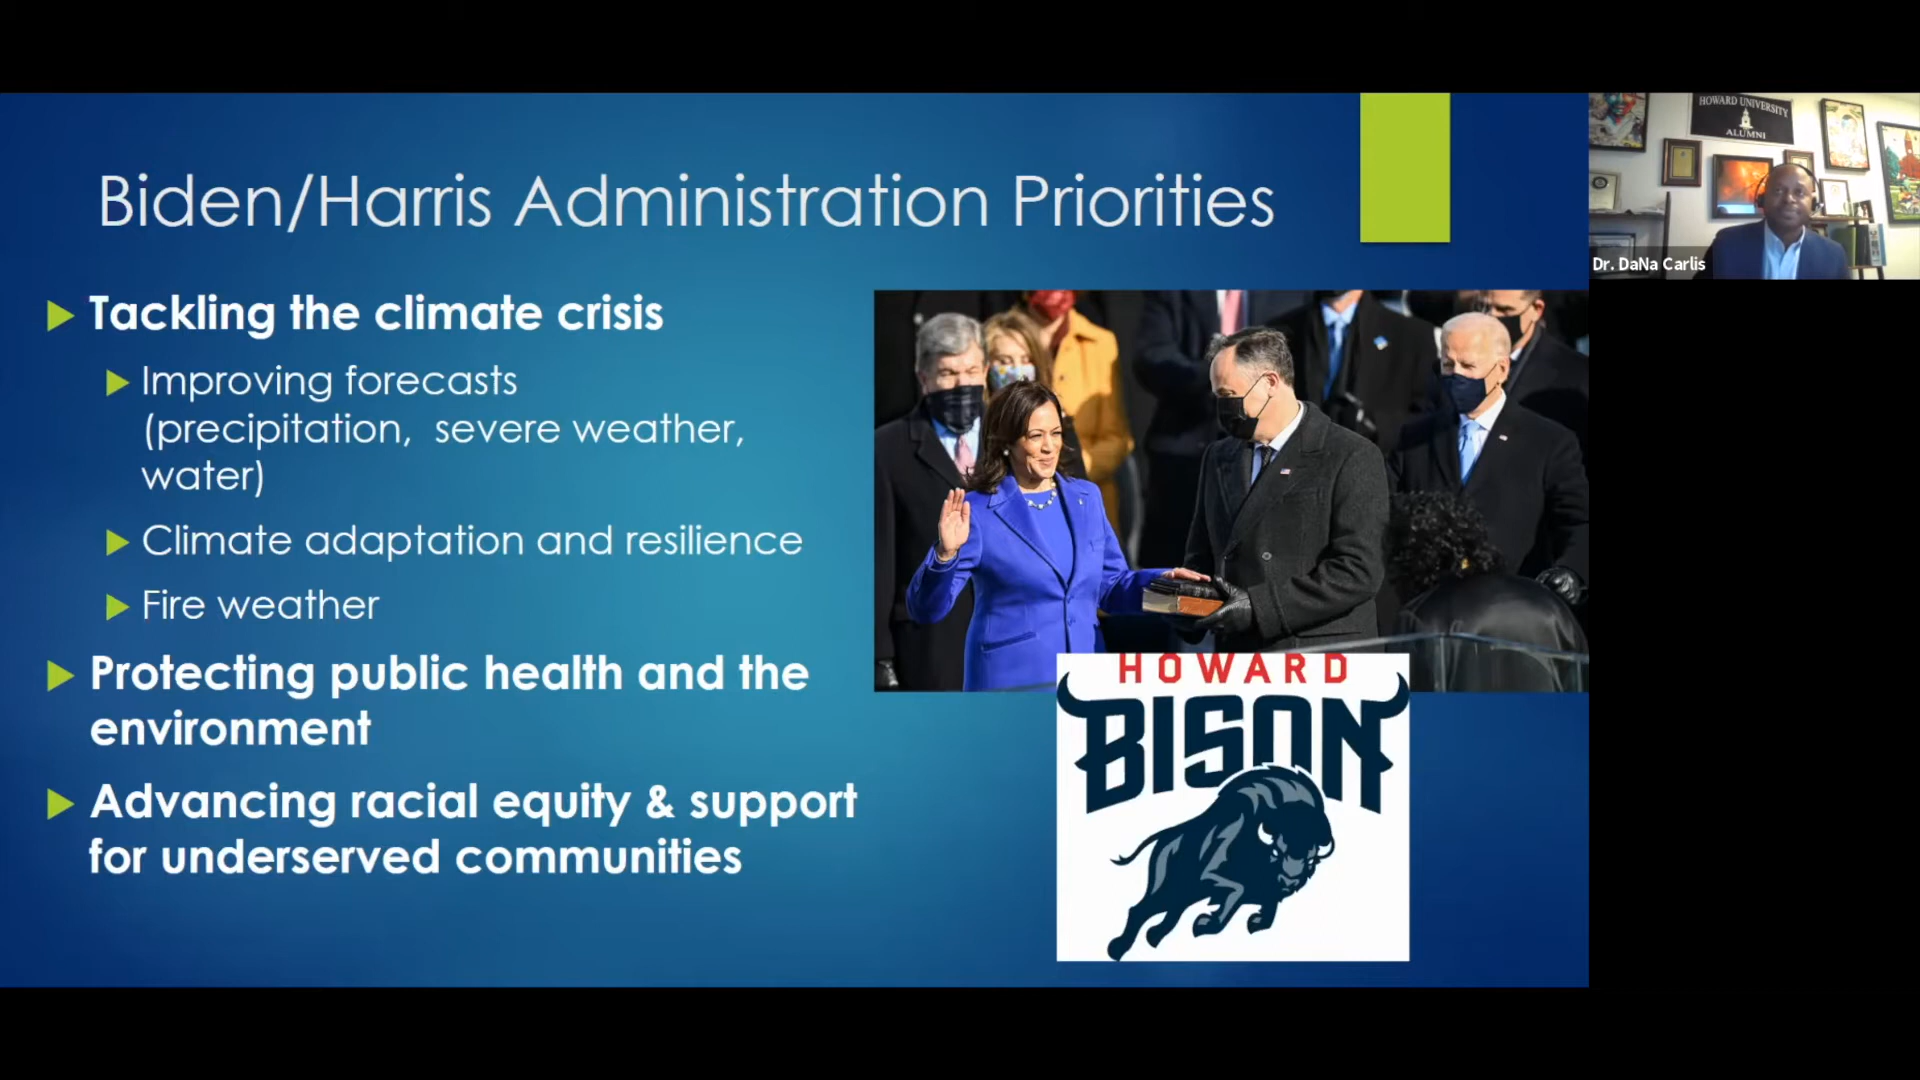 Biden/Harris Administration Priorities
Tackling the climate crisis
Improving forecasts
(precipitation, severe weather,
water)
Climate adaptation and resilience
Fire weather
Protecting public health and the
environment
Advancing racial equity & support
for underserved communities
HOWARD
BISON
HOWARD UNIVERSITY
ALUMNI
Dr. DaNa Carlis